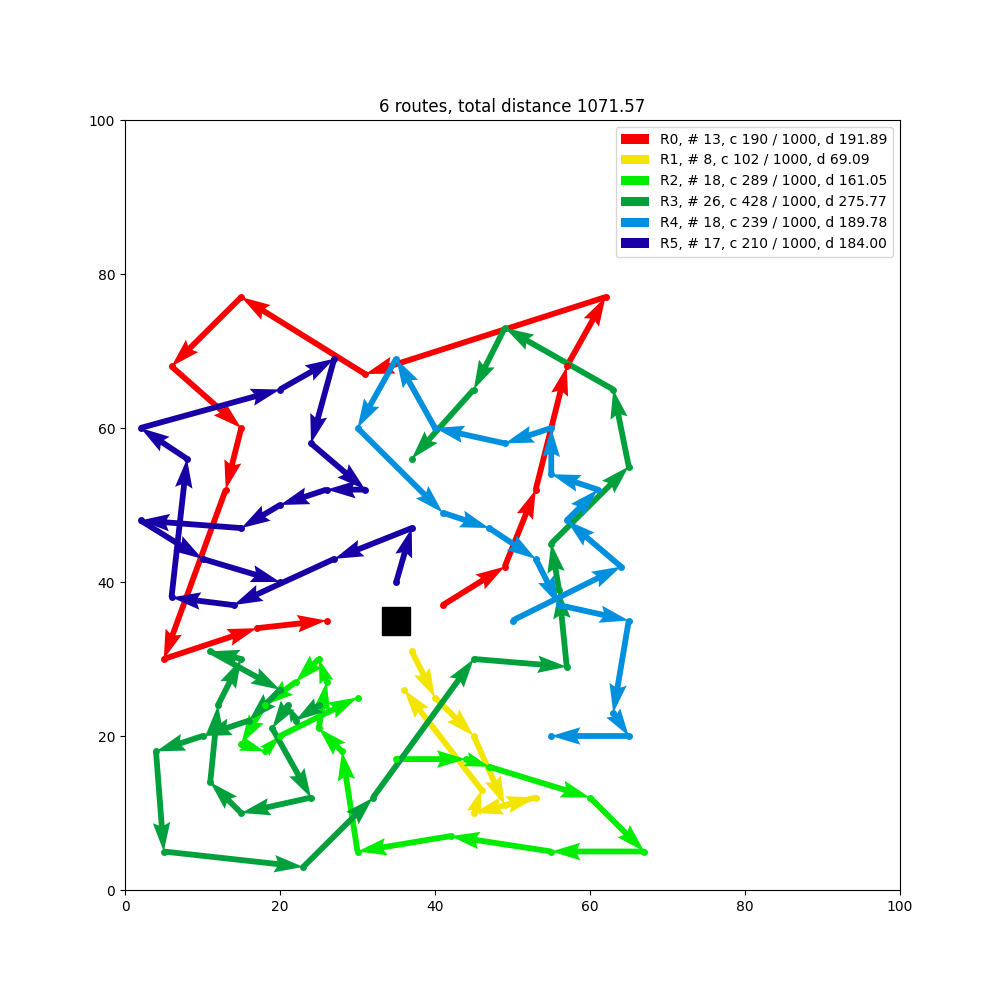 6 routes, total distance 1071.57
R0, # 13, c 190 / 1000, d 191.89
R1, # 8, c 102 / 1000, d 69.09
R2, # 18, c 289 / 1000, d 161.05
R3, # 26, c 428 / 1000, d 275.77
R4, # 18, c 239 / 1000, d 189.78
R5, # 17, c 210 / 1000, d 184.00
100
80
60
40
20
0
0 20 40 60 80 100